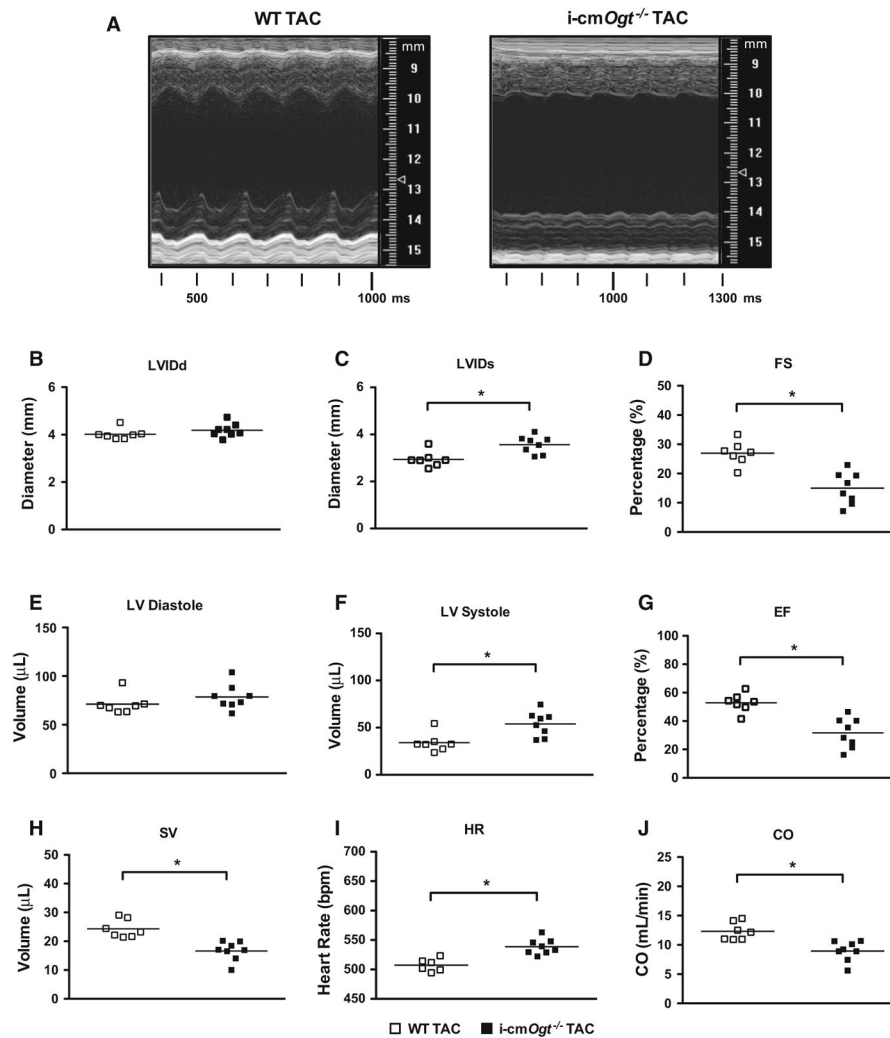 A
WT TAC
i-cmOgt-/- TAC
mm
9
10
11
12
13
14
15
mm
9
10
11
12
13
14
15
500
1000 ms
1000
1300 ms
B
LVIDd
Diameter (mm)
6
4
2
0
C
LVIDs
Diameter (mm)
6
4
2
0
*
D
FS
Percentage (%)
50
40
30
20
10
0
*
E
LV Diastole
Volume (μL)
150
100
50
0
F
LV Systole
Volume (μL)
150
100
50
0
*
G
EF
Percentage (%)
100
80
60
40
20
0
*
H
SV
Volume (μL)
50
40
30
20
10
0
*
I
HR
Heart Rate (bpm)
700
650
600
550
500
450
*
J
CO
CO (mL/min)
25
20
15
10
5
0
*
WT TAC
i-cmOgt-/- TAC